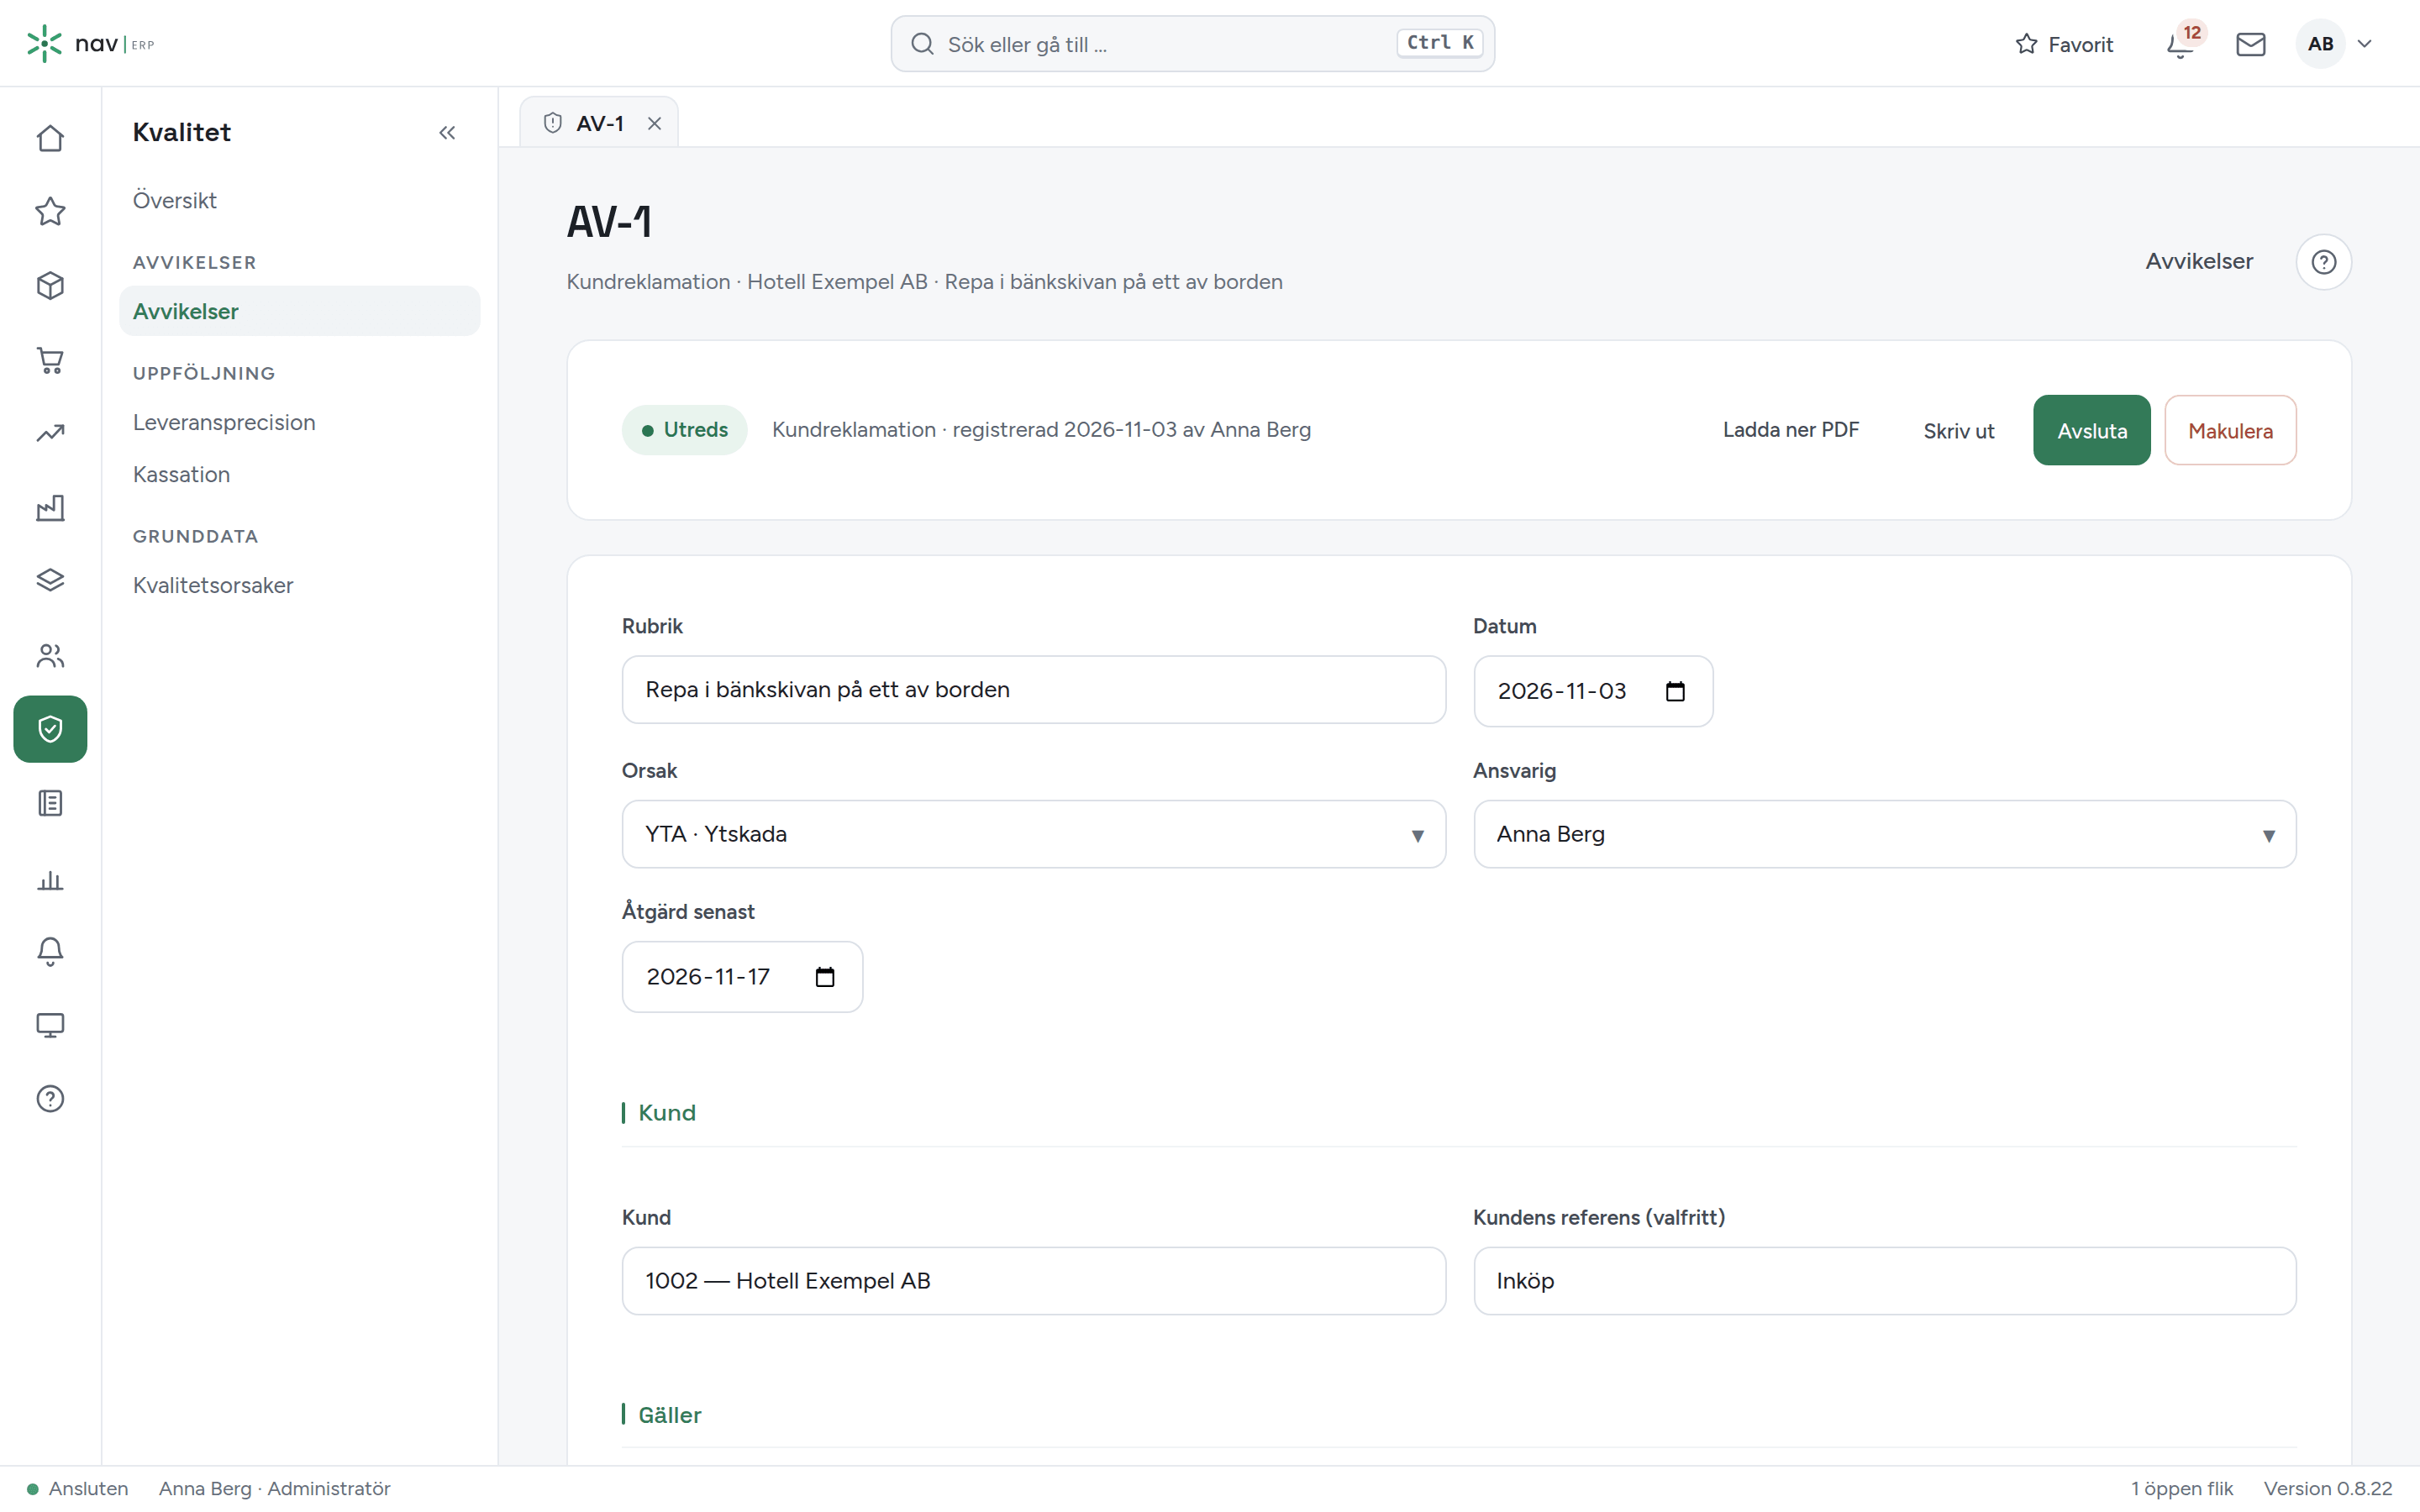 nav | ERP
Sök eller gå till ...
Ctrl K
Favorit
12
AB
Kvalitet
Översikt
AVVIKELSER
Avvikelser
UPPFÖLJNING
Leveransprecision
Kassation
GRUNDDATA
Kvalitetsorsaker
AV-1
AV-1
Kundreklamation · Hotell Exempel AB · Repa i bänkskivan på ett av borden
Avvikelser
Utreds
Kundreklamation · registrerad 2026-11-03 av Anna Berg
Ladda ner PDF
Skriv ut
Avsluta
Makulera
Rubrik
Repa i bänkskivan på ett av borden
Datum
2026-11-03
Orsak
YTA · Ytskada
Ansvarig
Anna Berg
Åtgärd senast
2026-11-17
Kund
Kund
1002 — Hotell Exempel AB
Kundens referens (valfritt)
Inköp
Gäller
Ansluten
Anna Berg · Administratör
1 öppen flik
Version 0.8.22